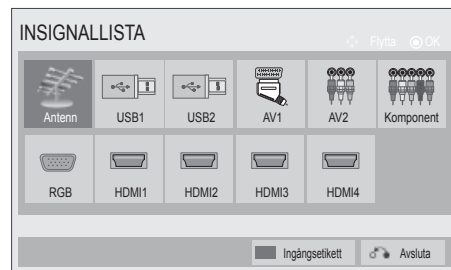 INSIGNALLISTA
Flytta OK
Antenn USB1 USB2 AV1 AV2 Komponent
RGB HDMI1 HDMI2 HDMI3 HDMI4
Ingångsetikett Avsluta